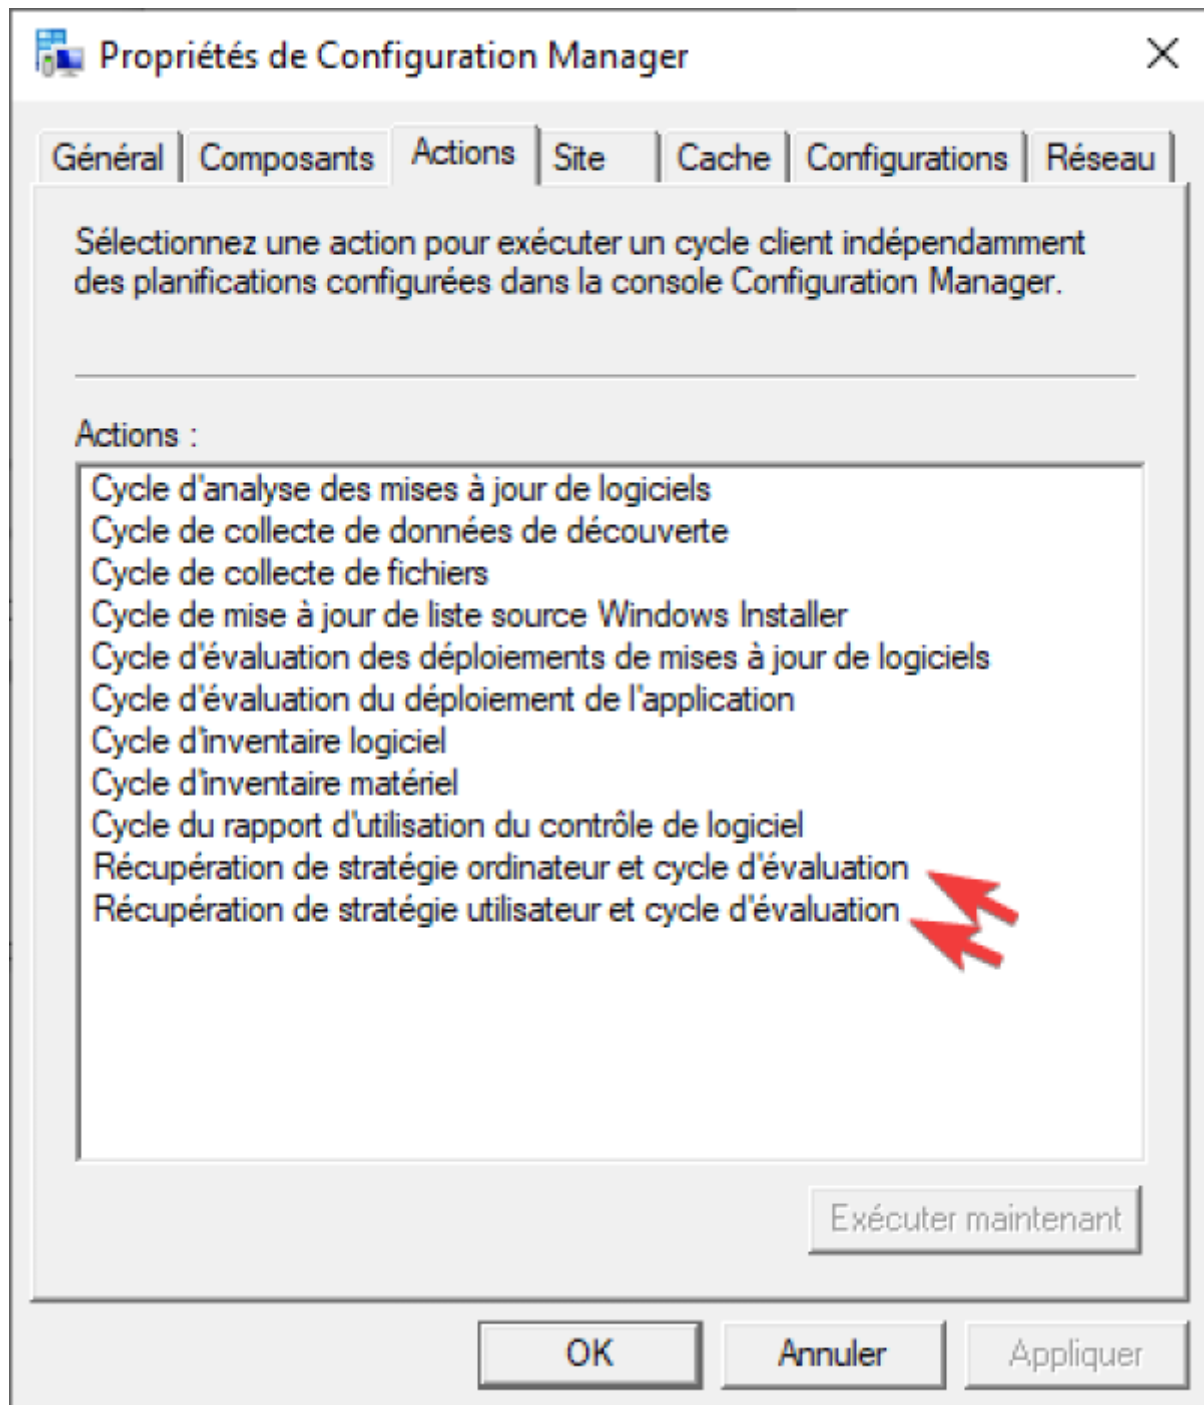 Propriétés de Configuration Manager
Général
Composants
Actions
Site
Cache
Configurations
Réseau
Sélectionnez une action pour exécuter un cycle client indépendamment
des planifications configurées dans la console Configuration Manager.
Actions :
Cycle d'analyse des mises à jour de logiciels
Cycle de collecte de données de découverte
Cycle de collecte de fichiers
Cycle de mise à jour de liste source Windows Installer
Cycle d'évaluation des déploiements de mises à jour de logiciels
Cycle d'évaluation du déploiement de l'application
Cycle d'inventaire logiciel
Cycle d'inventaire matériel
Cycle du rapport d'utilisation du contrôle de logiciel
Récupération de stratégie ordinateur et cycle d'évaluation
Récupération de stratégie utilisateur et cycle d'évaluation
Exécuter maintenant
OK
Annuler
Appliquer